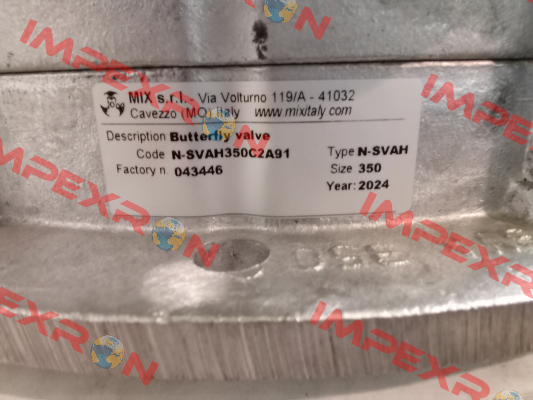 MIX s.r.l. Via Volturno 119/A - 41032
Cavezzo (MO) Italy www.mixitaly.com
Description Butterfly valve
Code N-SVAH350C2A91 Type N-SVAH
Factory n. 043446 Size 350
Year: 2024
350
IMPEXRON
IMPEXRON
IMPEXRON
IMPEXRON
IMPEXRON